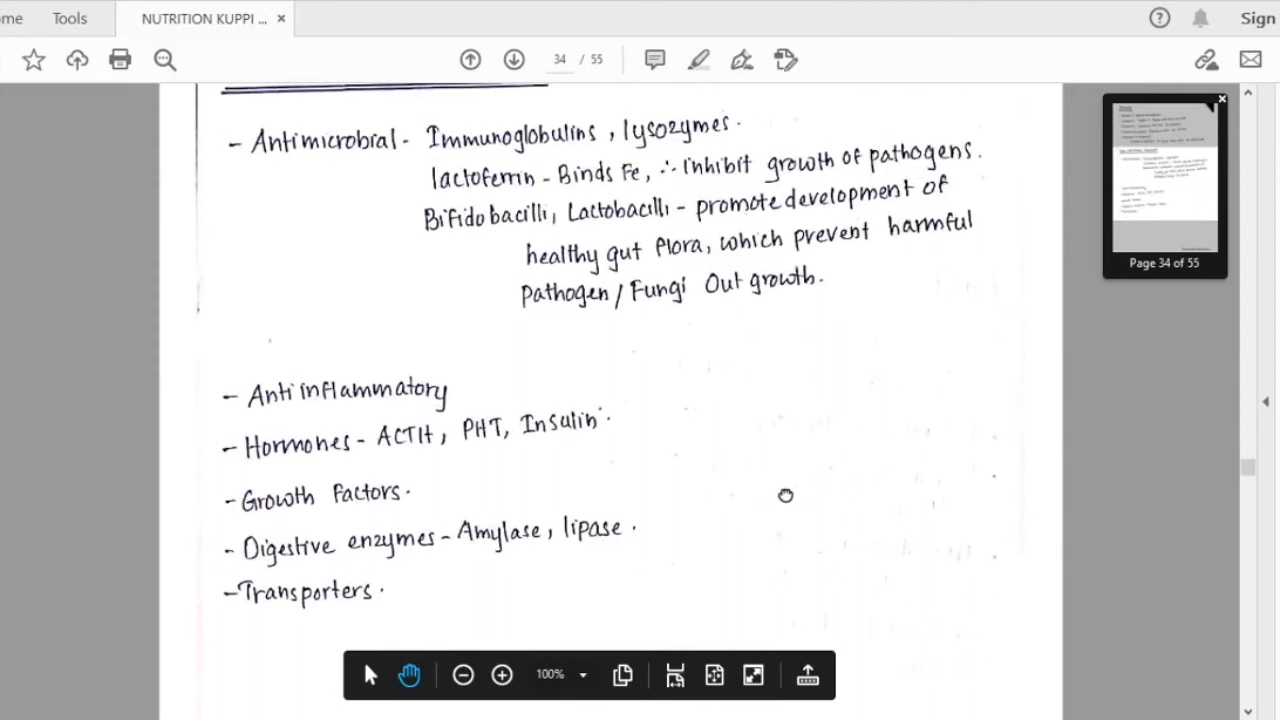 ome
Tools
NUTRITION KUPPI ... ×
Sign
34 / 55
- Antimicrobial - Immunoglobulins, lysozymes.
lactoferrin - Binds Fe, ∴ Inhibit growth of pathogens.
Bifidobacilli, Lactobacilli - promote development of
healthy gut flora, which prevent harmful
Pathogen / Fungi Out growth.
- Antiinflammatory
- Hormones - ACTH, PHT, Insulin.
- Growth Factors.
- Digestive enzymes - Amylase, lipase.
- Transporters.
Page 34 of 55
100%